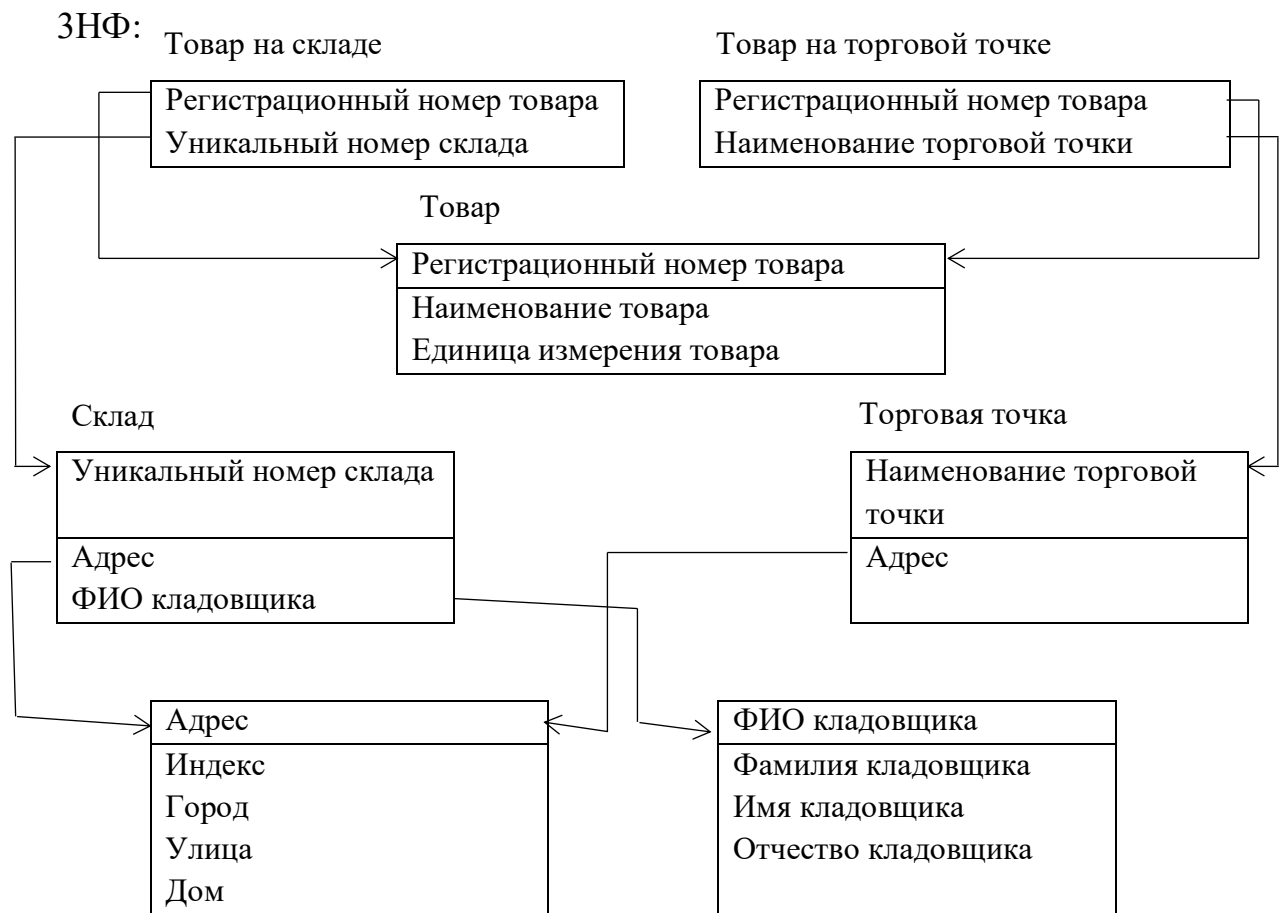 3НФ:
Товар на складе
Товар на торговой точке
Регистрационный номер товара
Уникальный номер склада
Регистрационный номер товара
Наименование торговой точки
Товар
Регистрационный номер товара
Наименование товара
Единица измерения товара
Склад
Торговая точка
Уникальный номер склада
Адрес
ФИО кладовщика
Наименование торговой
точки
Адрес
Адрес
Индекс
Город
Улица
Дом
ФИО кладовщика
Фамилия кладовщика
Имя кладовщика
Отчество кладовщика